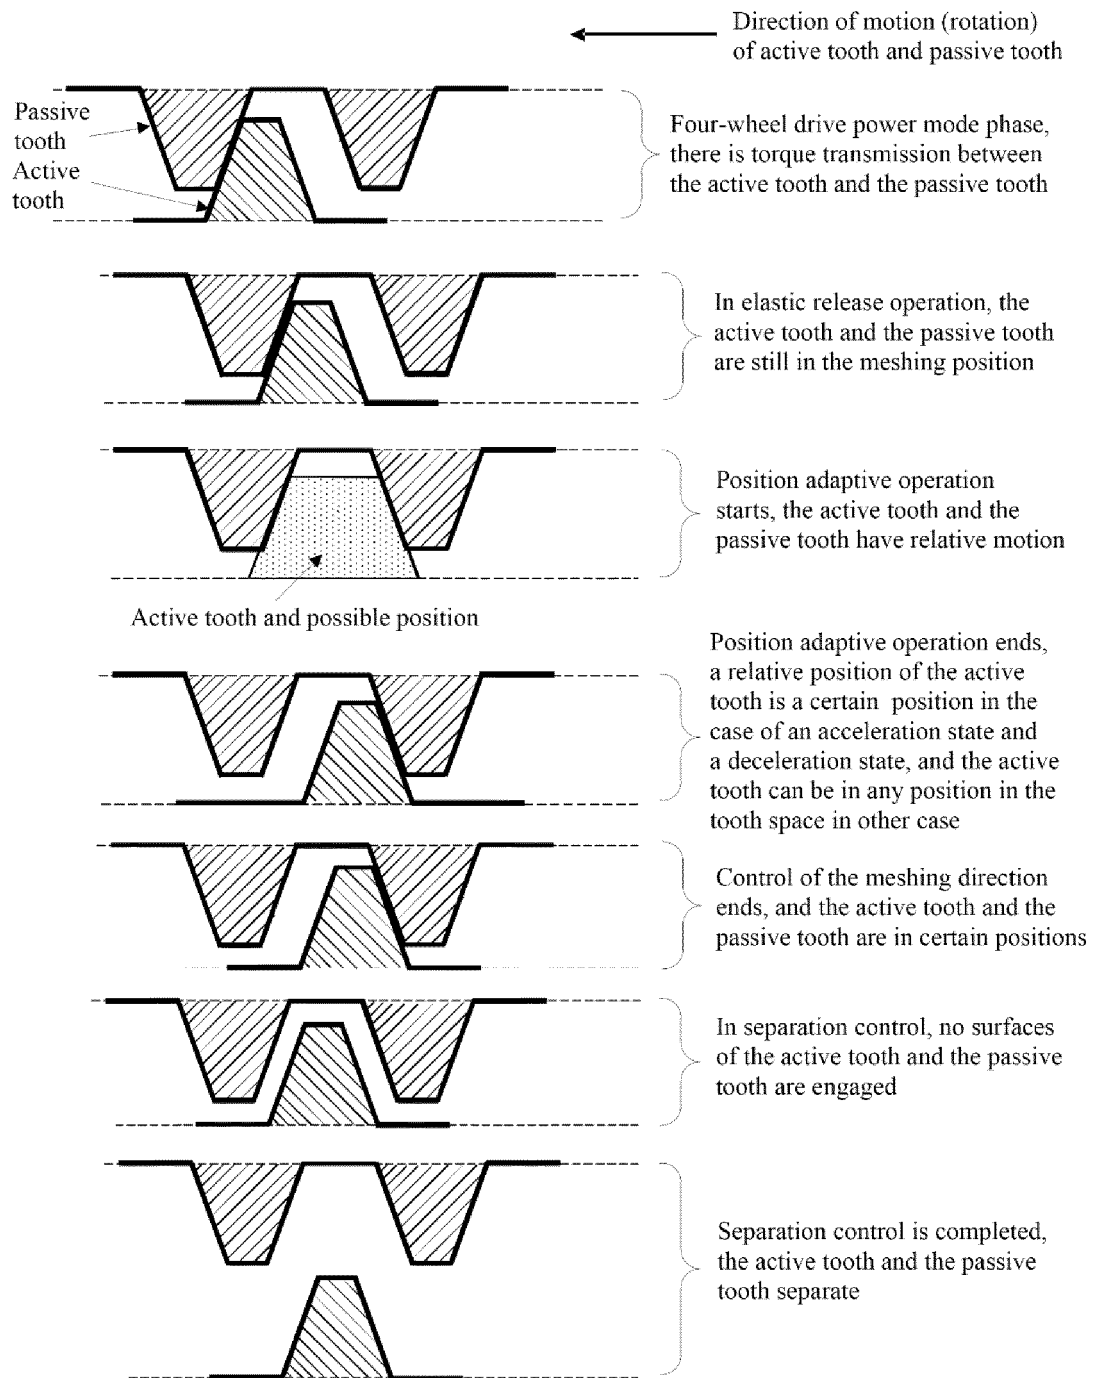 Direction of motion (rotation)
of active tooth and passive tooth
Passive
tooth
Active
tooth
Four-wheel drive power mode phase,
there is torque transmission between
the active tooth and the passive tooth
In elastic release operation, the
active tooth and the passive tooth
are still in the meshing position
Position adaptive operation
starts, the active tooth and the
passive tooth have relative motion
Active tooth and possible position
Position adaptive operation ends,
a relative position of the active
tooth is a certain position in the
case of an acceleration state and
a deceleration state, and the active
tooth can be in any position in the
tooth space in other case
Control of the meshing direction
ends, and the active tooth and the
passive tooth are in certain positions
In separation control, no surfaces
of the active tooth and the passive
tooth are engaged
Separation control is completed,
the active tooth and the passive
tooth separate